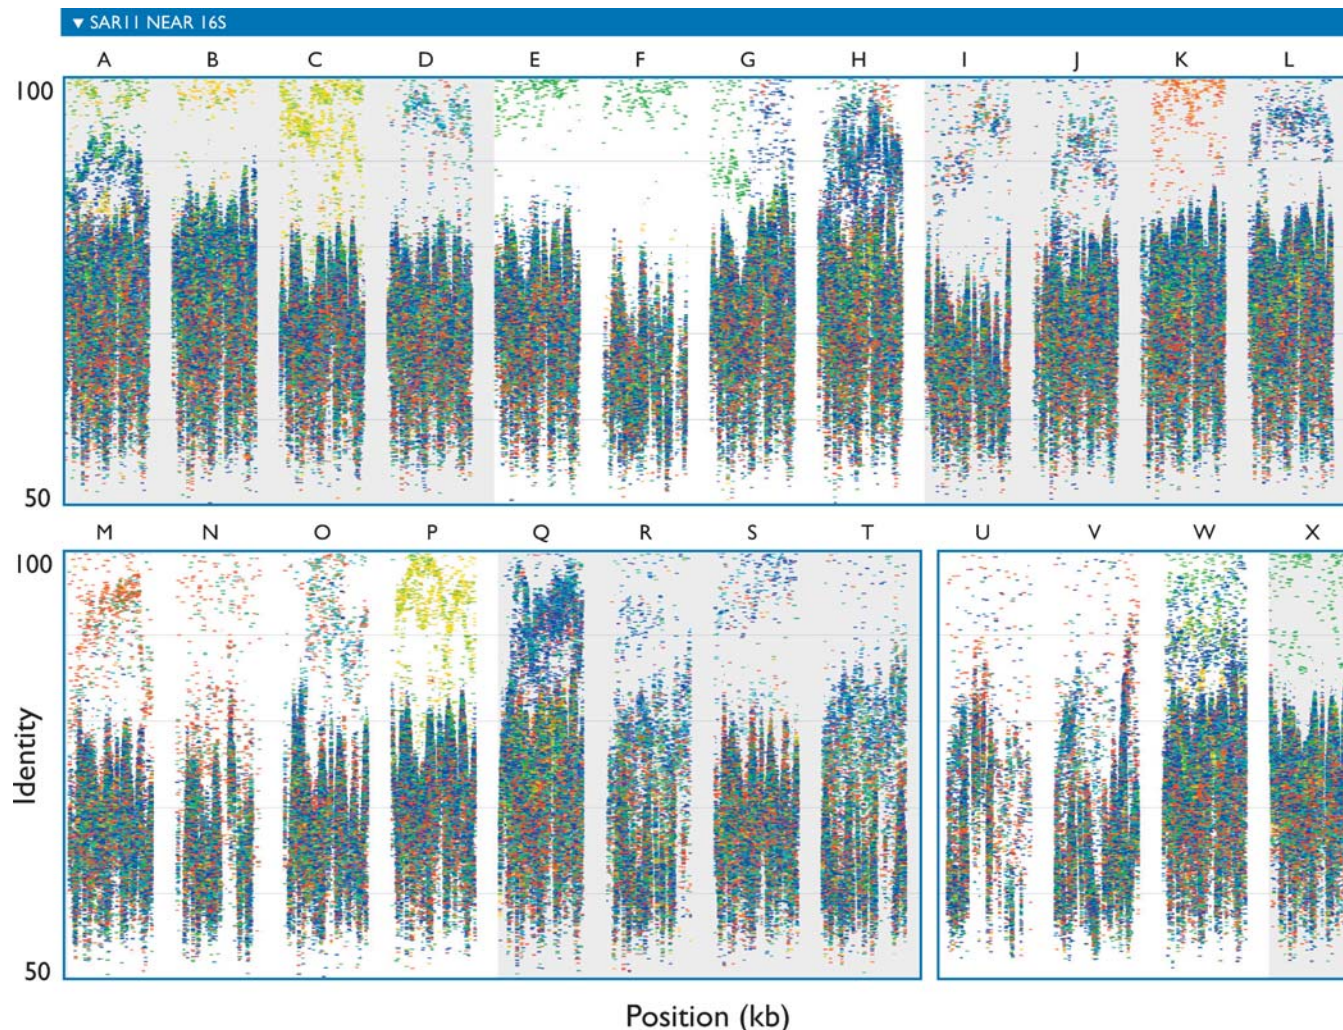 ▼ SAR11 NEAR 16S
A B C D E F G H I J K L
100
50
M N O P Q R S T U V W X
100
Identity
50
Position (kb)